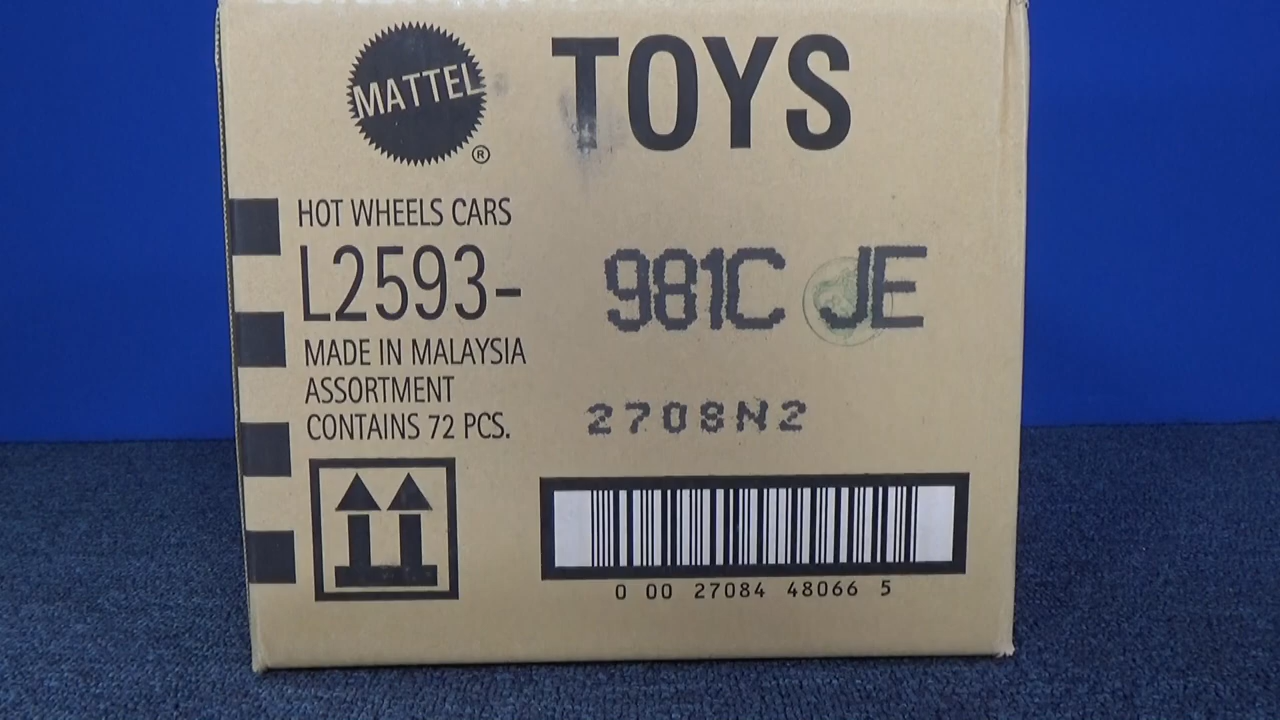 MATTEL
®
TOYS
HOT WHEELS CARS
L2593-
981C JE
MADE IN MALAYSIA
ASSORTMENT
CONTAINS 72 PCS.
2708N2
0 00 27084 48066 5